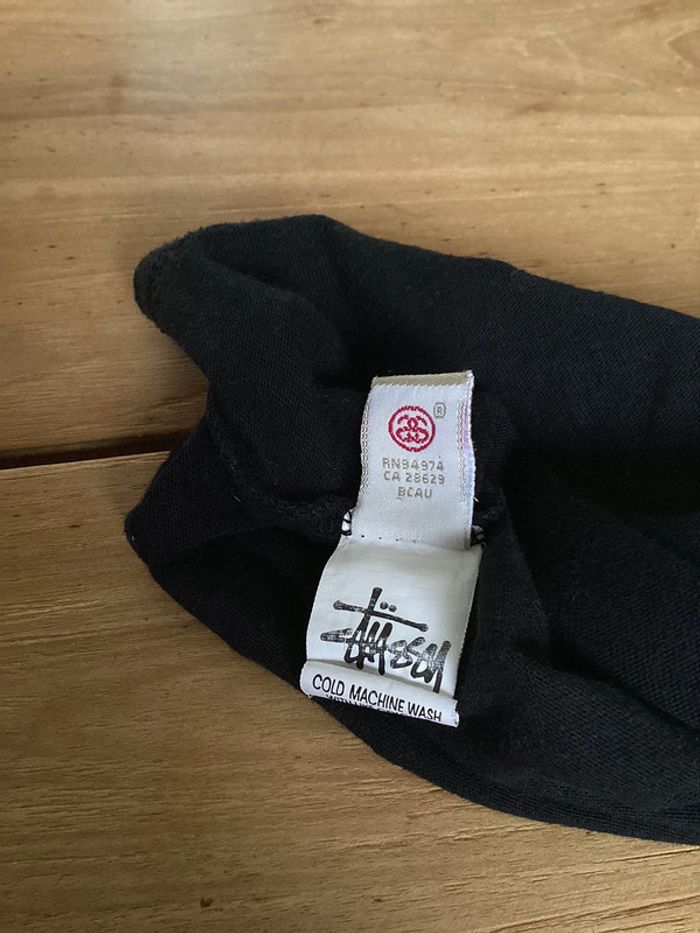 ®
RN94974
CA 28629
BCAU
Stüssy
COLD MACHINE WASH